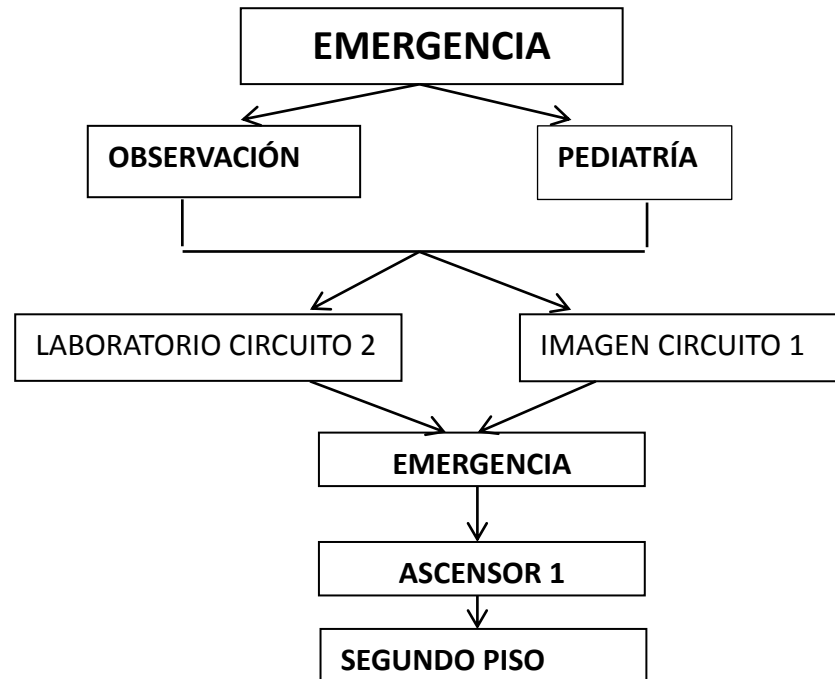 EMERGENCIA
OBSERVACIÓN
PEDIATRÍA
LABORATORIO CIRCUITO 2
IMAGEN CIRCUITO 1
EMERGENCIA
ASCENSOR 1
SEGUNDO PISO